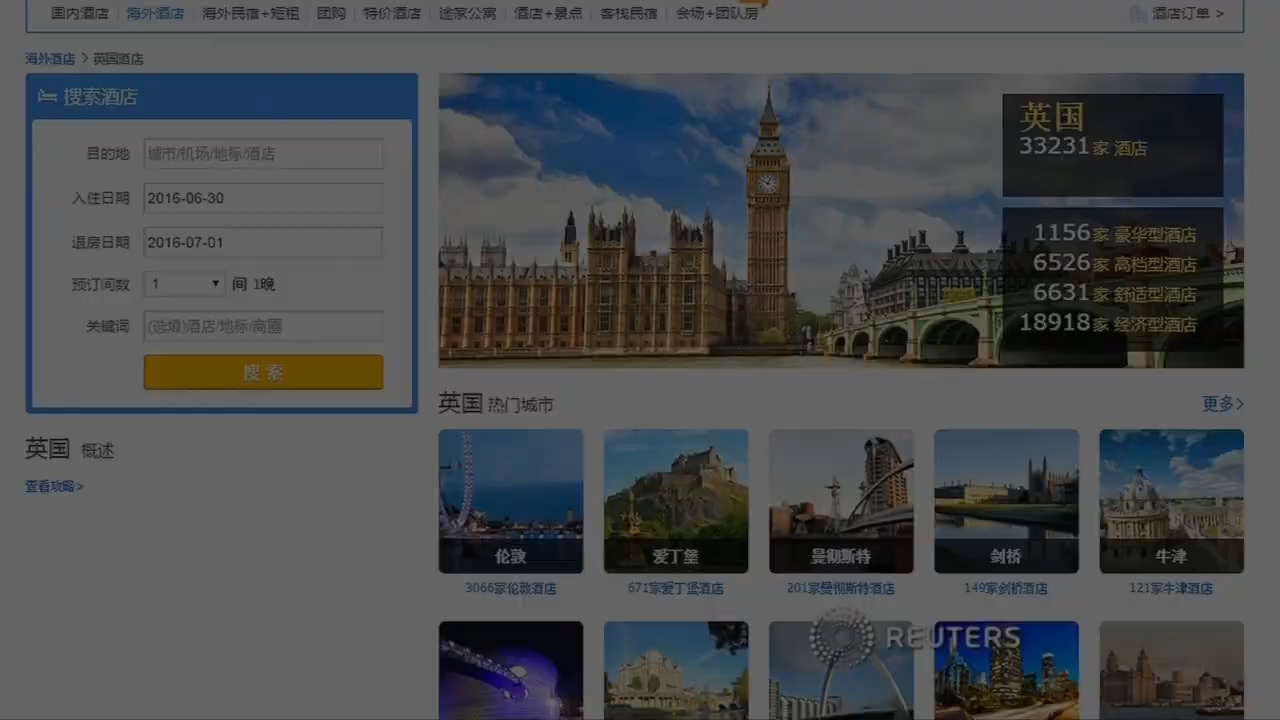 国内酒店 海外酒店 海外民宿+短租 团购 特价酒店 途家公寓 酒店+景点 客栈民宿 会场+团队房 酒店订单 >
海外酒店 > 英国酒店
搜索酒店
目的地 城市/机场/地标/酒店
入住日期 2016-06-30
退房日期 2016-07-01
预订间数 1 间 1晚
关键词 (选填)酒店/地标/商圈
搜 索
英国 概述
查看攻略>
英国
33231家 酒店
1156家 豪华型酒店
6526家 高档型酒店
6631家 舒适型酒店
18918家 经济型酒店
英国 热门城市 更多>
伦敦 爱丁堡 曼彻斯特 剑桥 牛津
3066家伦敦酒店 671家爱丁堡酒店 201家曼彻斯特酒店 149家剑桥酒店 121家牛津酒店
REUTERS